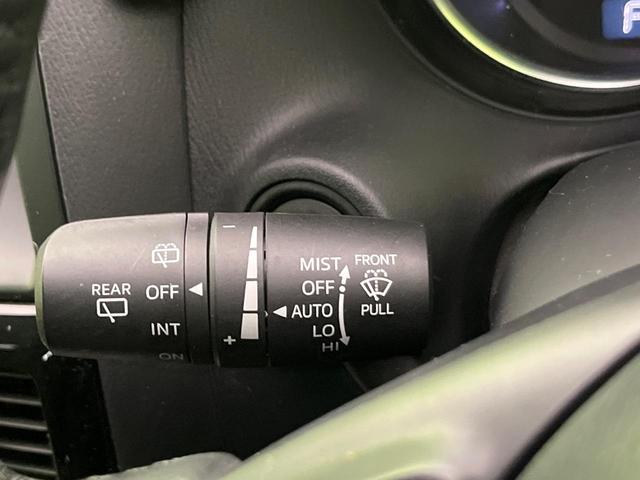 REAR
OFF
INT
ON
−
+
MIST
OFF
AUTO
LO
HI
FRONT
PULL
F